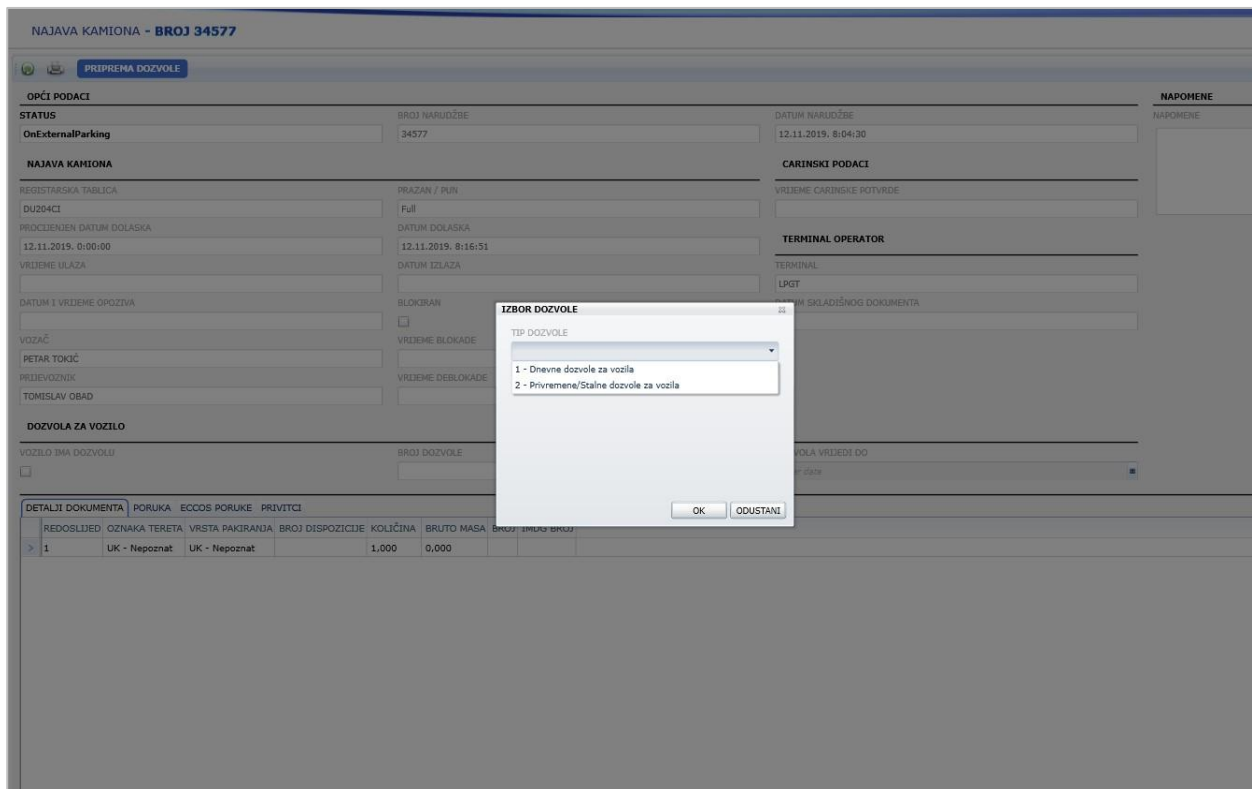 NAJAVA KAMIONA - BROJ 34577
PRIPREMA DOZVOLE
OPĆI PODACI NAPOMENE
STATUS BROJ NARUDŽBE DATUM NARUDŽBE NAPOMENE
OnExternalParking 34577 12.11.2019. 8:04:30
NAJAVA KAMIONA CARINSKI PODACI
REGISTARSKA TABLICA PRAZAN / PUN VRIJEME CARINSKE POTVRDE
DU204CI Full
PROCIJENJEN DATUM DOLASKA DATUM DOLASKA
12.11.2019. 0:00:00 12.11.2019. 8:16:51 TERMINAL OPERATOR
VRIJEME ULAZA DATUM IZLAZA TERMINAL
LPGT
DATUM I VRIJEME OPOZIVA BLOKIRAN SKLADIŠNOG DOKUMENTA
IZBOR DOZVOLE
TIP DOZVOLE
1 - Dnevne dozvole za vozila
2 - Privremene/Stalne dozvole za vozila
OK ODUSTANI
VOZAČ VRIJEME BLOKADE
PETAR TOKIĆ
PRIJEVOZNIK VRIJEME DEBLOKADE
TOMISLAV OBAD
DOZVOLA ZA VOZILO
VOZILO IMA DOZVOLU BROJ DOZVOLE VRIJEDI DO
DETALJI DOKUMENTA PORUKA ECCOS PORUKE PRIVITCI
REDOSLIJED OZNAKA TERETA VRSTA PAKIRANJA BROJ DISPOZICIJE KOLIČINA BRUTO MASA BROJ IMDG BROJ
1 UK - Nepoznat UK - Nepoznat 1,000 0,000